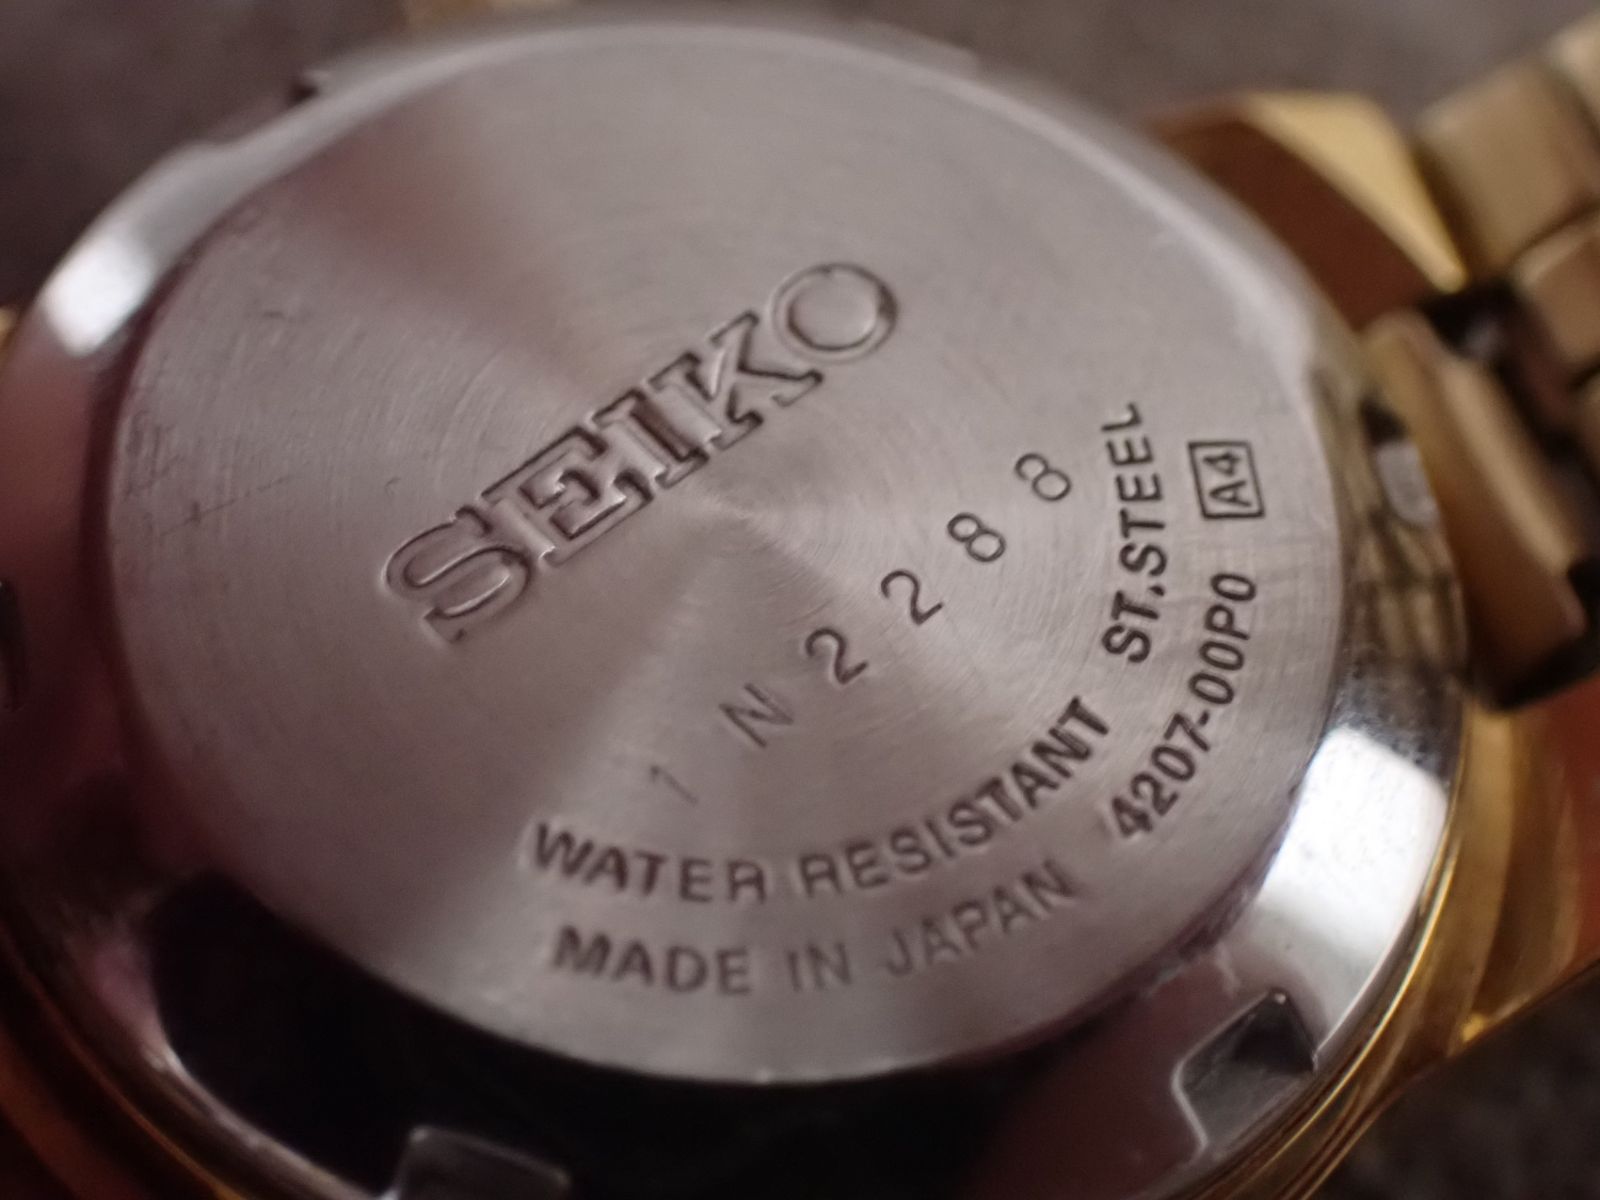 SEIKO
1N2288
WATER RESISTANT ST.STEEL
MADE IN JAPAN 4207-00P0 A4